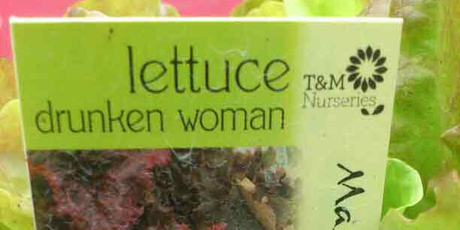 lettuce
drunken woman
T&M
Nurseries